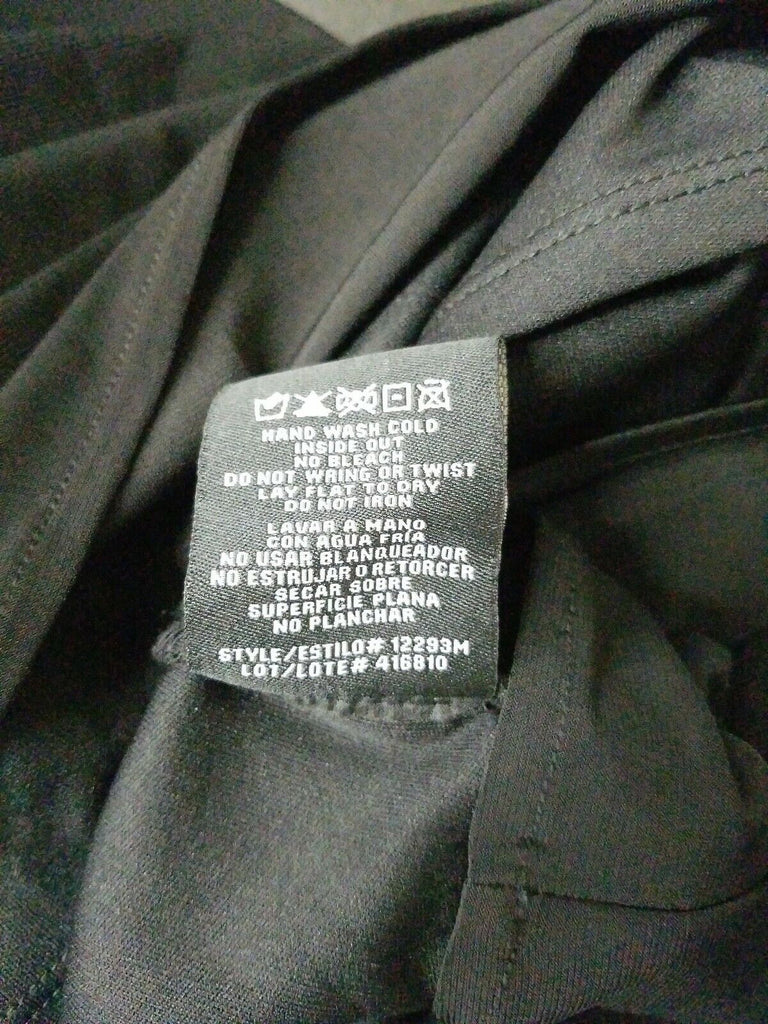 HAND WASH COLD
INSIDE OUT
NO BLEACH
DO NOT WRING OR TWIST
LAY FLAT TO DRY
DO NOT IRON
LAVAR A MANO
CON AGUA FRIA
NO USAR BLANQUEADOR
NO ESTRUJAR O RETORCER
SECAR SOBRE
SUPERFICIE PLANA
NO PLANCHAR
STYLE/ESTILO# 12293M
LOT/LOTE# 416810